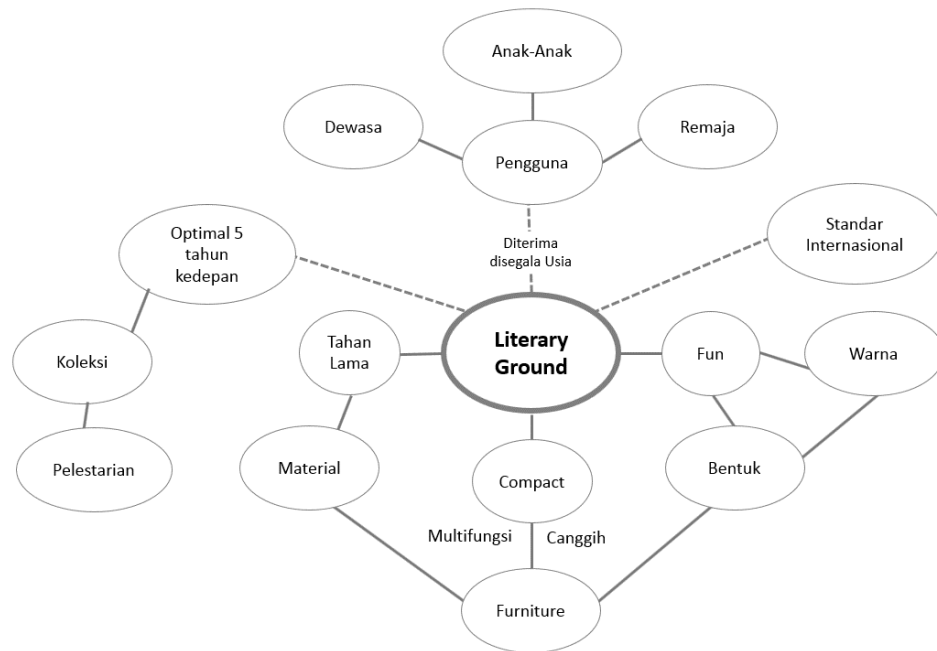 Anak-Anak
Dewasa
Remaja
Pengguna
Optimal 5
tahun
kedepan
Diterima
disegala Usia
Standar
Internasional
Koleksi
Tahan
Lama
Literary
Ground
Fun
Warna
Pelestarian
Material
Compact
Bentuk
Multifungsi
Canggih
Furniture